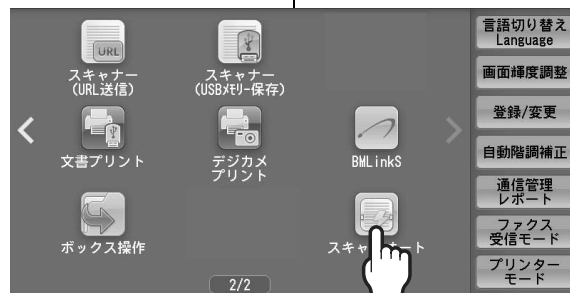 スキャナー
(URL送信)
スキャナー
(USBﾒﾓﾘｰ保存)
文書プリント
デジカメ
プリント
BMLinkS
ボックス操作
スキャ
ート
2/2
言語切り替え
Language
画面輝度調整
登録/変更
自動階調補正
通信管理
レポート
ファクス
受信モード
プリンター
モード
URL